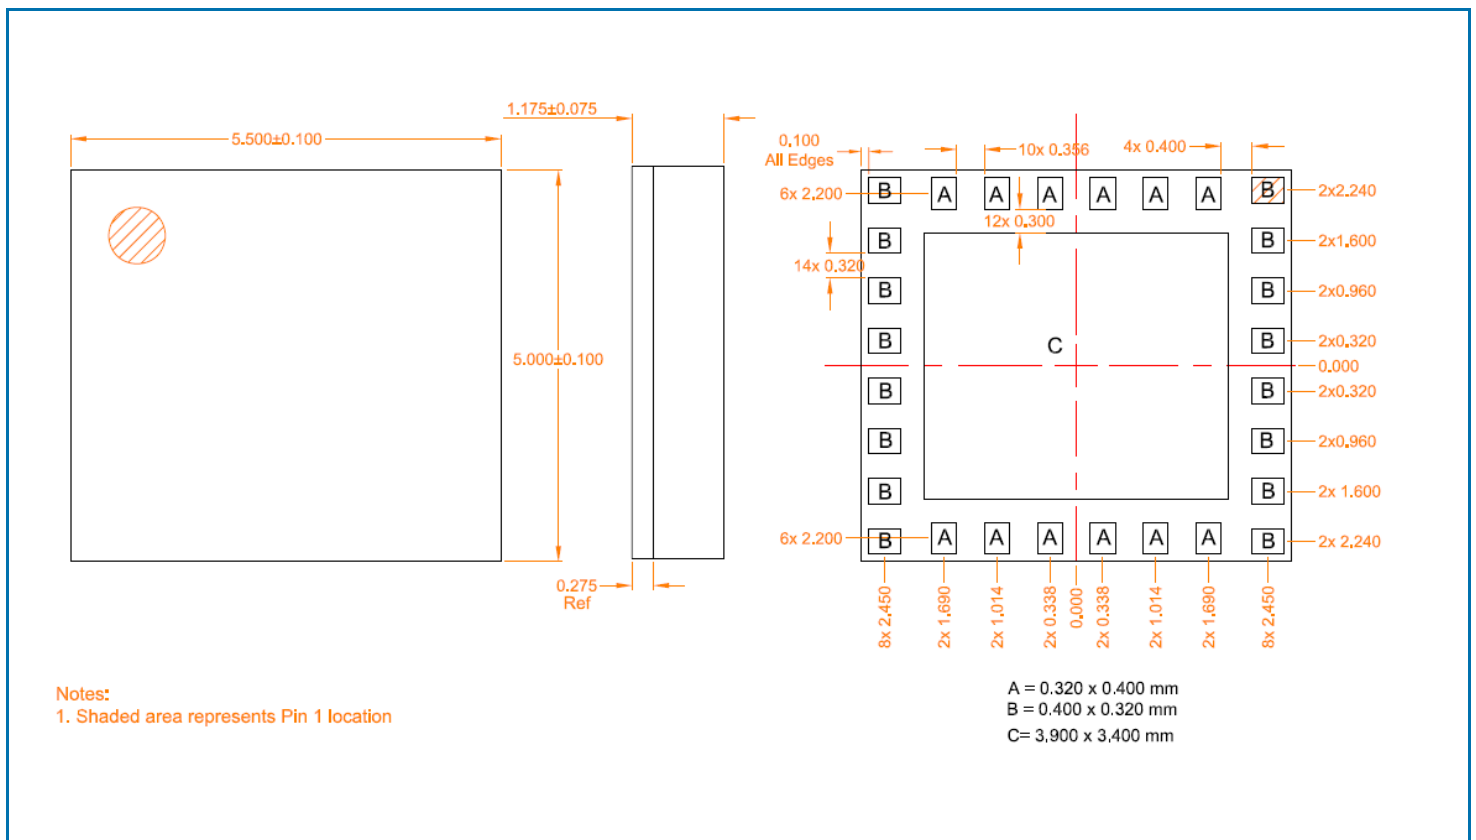 1.175±0.075
5.500±0.100
0.100
All Edges
10x 0.356
4x 0.400
6x 2.200
B
A
A
A
A
A
A
B
2x2.240
12x 0.300
B
B
2x1.600
14x 0.320
B
B
2x0.960
B
C
B
2x0.320
5.000±0.100
0.000
B
B
2x0.320
B
B
2x0.960
B
B
2x 1.600
6x 2.200
B
A
A
A
A
A
A
B
2x 2.240
0.275
Ref
8x 2.450
2x 1.690
2x 1.014
2x 0.338
0.000
2x 0.338
2x 1.014
2x 1.690
8x 2.450
Notes:
1. Shaded area represents Pin 1 location
A = 0.320 x 0.400 mm
B = 0.400 x 0.320 mm
C= 3.900 x 3.400 mm